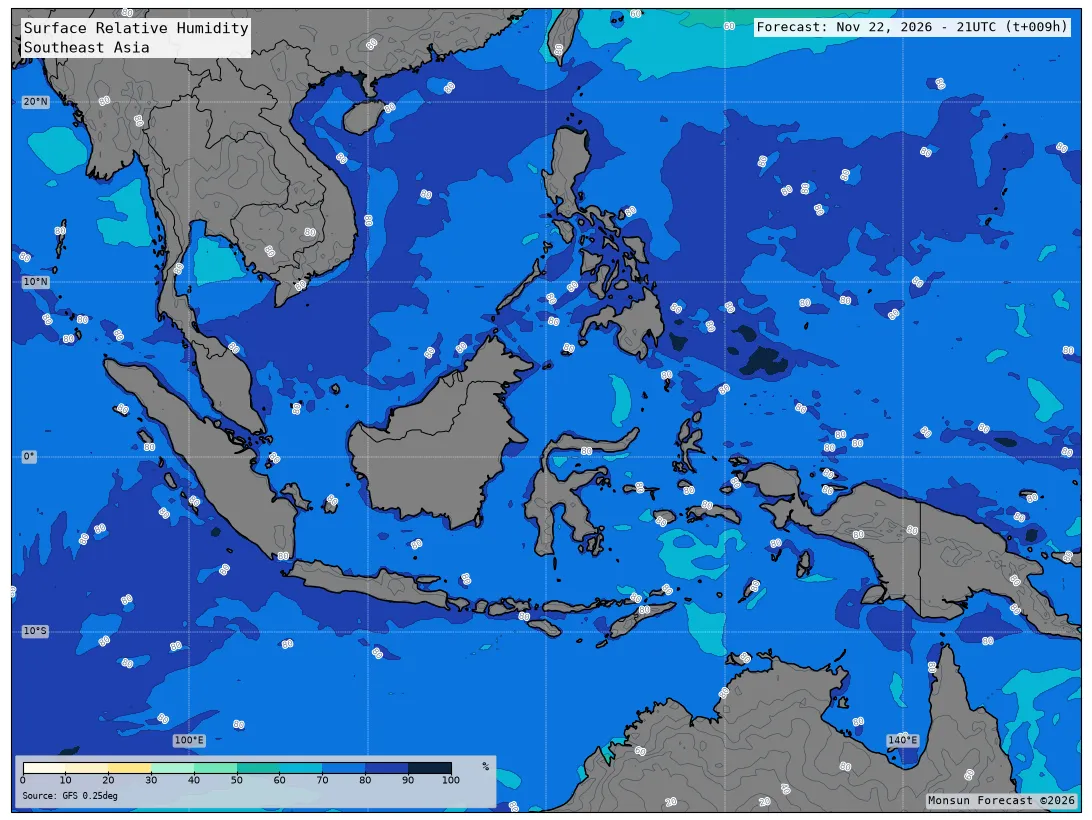 Surface Relative Humidity
Southeast Asia
Forecast: Nov 22, 2026 - 21UTC (t+009h)
20°N
10°N
0°
10°S
100°E
140°E
0 10 20 30 40 50 60 70 80 90 100
%
Source: GFS 0.25deg
Monsun Forecast ©2026